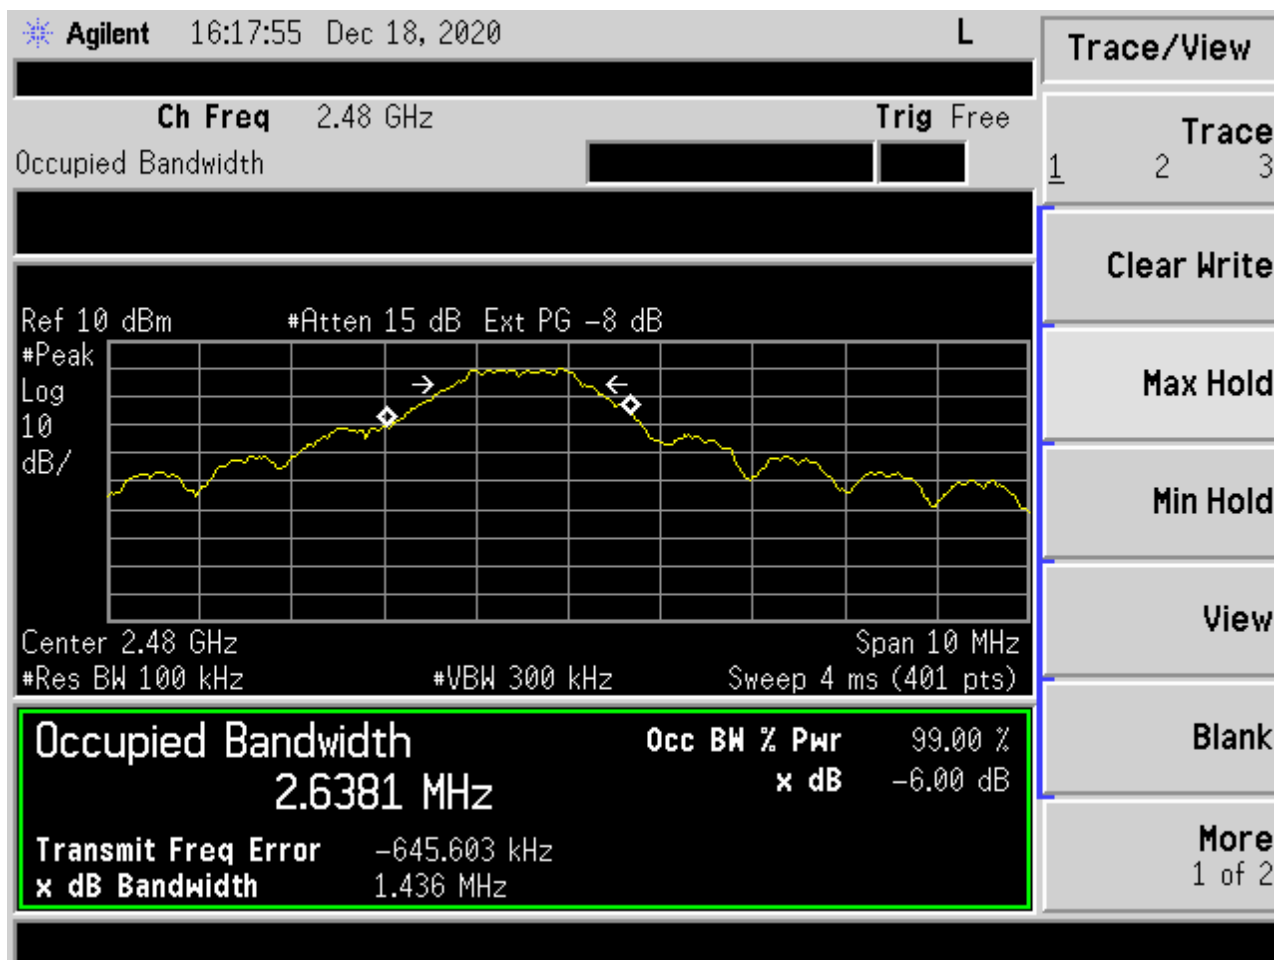 Agilent 16:17:55 Dec 18, 2020 L
Trace/View
Ch Freq 2.48 GHz Trig Free
Occupied Bandwidth
Trace
1 2 3
Clear Write
Max Hold
Min Hold
View
Blank
More
1 of 2
Ref 10 dBm #Atten 15 dB Ext PG -8 dB
#Peak
Log
10
dB/
Center 2.48 GHz Span 10 MHz
#Res BW 100 kHz #VBW 300 kHz Sweep 4 ms (401 pts)
Occupied Bandwidth Occ BW % Pwr 99.00 %
2.6381 MHz x dB -6.00 dB
Transmit Freq Error -645.603 kHz
x dB Bandwidth 1.436 MHz